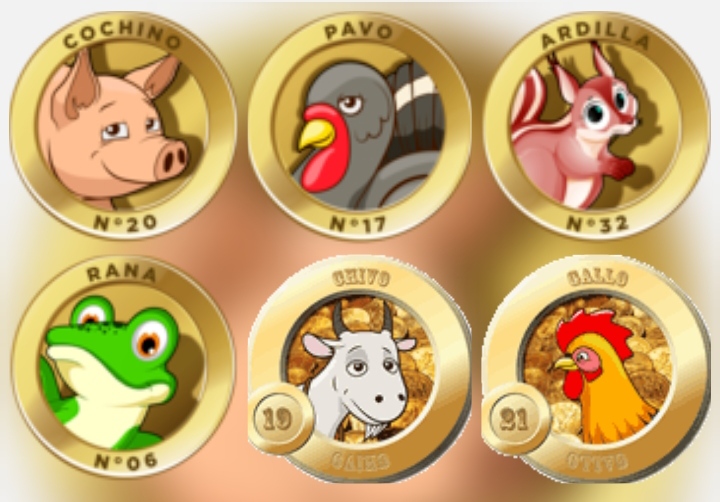 COCHINO
N°20
PAVO
N°17
ARDILLA
N°32
RANA
N°06
CHIVO
19
GALLO
21